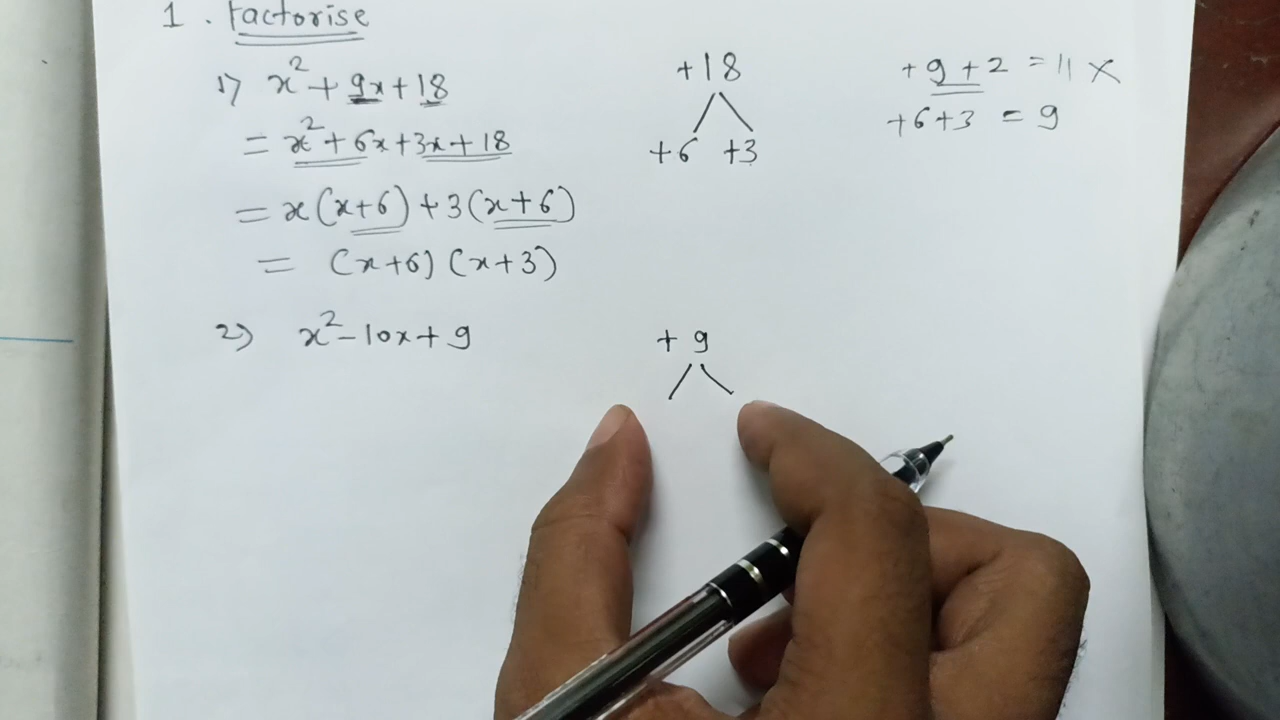 1. Factorise
1) x² + 9x + 18
= x² + 6x + 3x + 18
= x(x+6) + 3(x+6)
= (x+6) (x+3)
+18
+6 +3
+9+2 = 11 ×
+6+3 = 9
2) x² - 10x + 9
+9